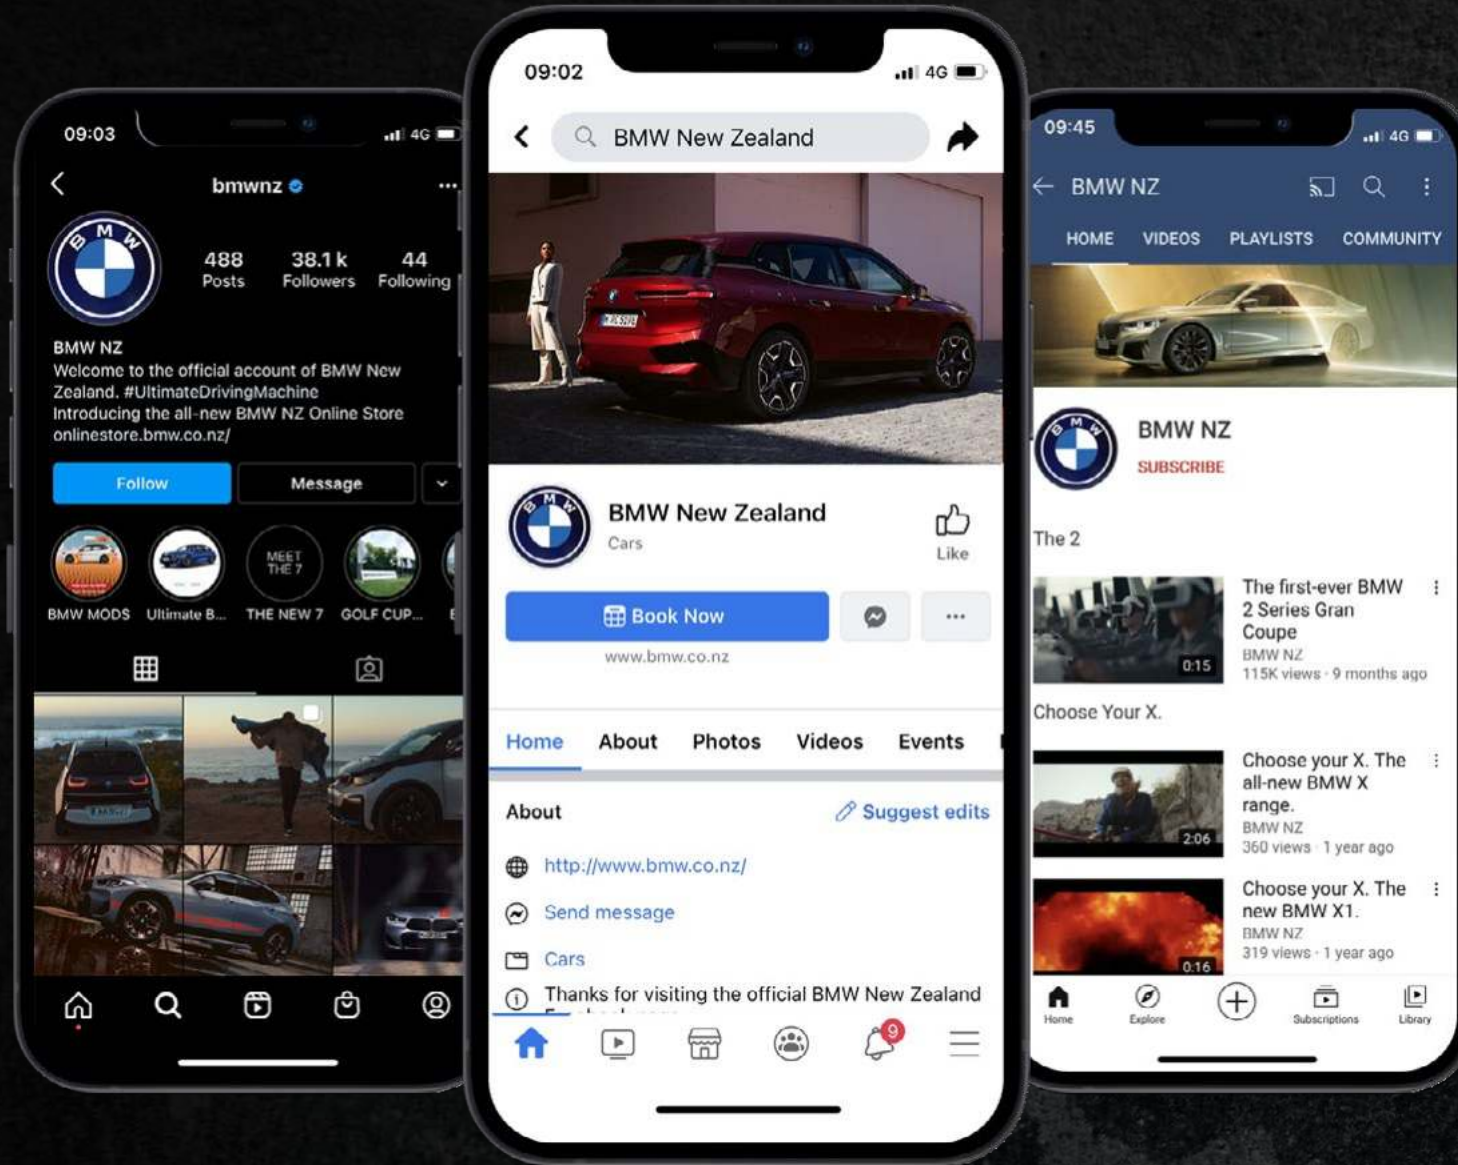 09:03
4G
bmwnz
488
38.1 k
44
Posts
Followers
Following
BMW
BMW NZ
Welcome to the official account of BMW New
Zealand. #UltimateDrivingMachine
Introducing the all-new BMW NZ Online Store
onlinestore.bmw.co.nz/
Follow
Message
MEET
THE 7
BMW MODS
Ultimate B...
THE NEW 7
GOLF CUP...
09:02
4G
BMW New Zealand
BMW
BMW New Zealand
Cars
Like
Book Now
www.bmw.co.nz
Home
About
Photos
Videos
Events
About
Suggest edits
http://www.bmw.co.nz/
Send message
Cars
Thanks for visiting the official BMW New Zealand
9
09:45
4G
BMW NZ
HOME
VIDEOS
PLAYLISTS
COMMUNITY
BMW
BMW NZ
SUBSCRIBE
The 2
0:15
The first-ever BMW
2 Series Gran
Coupe
BMW NZ
115K views · 9 months ago
Choose Your X.
2:06
Choose your X. The
all-new BMW X
range.
BMW NZ
360 views · 1 year ago
0:16
Choose your X. The
new BMW X1.
BMW NZ
319 views · 1 year ago
Home
Explore
Subscriptions
Library